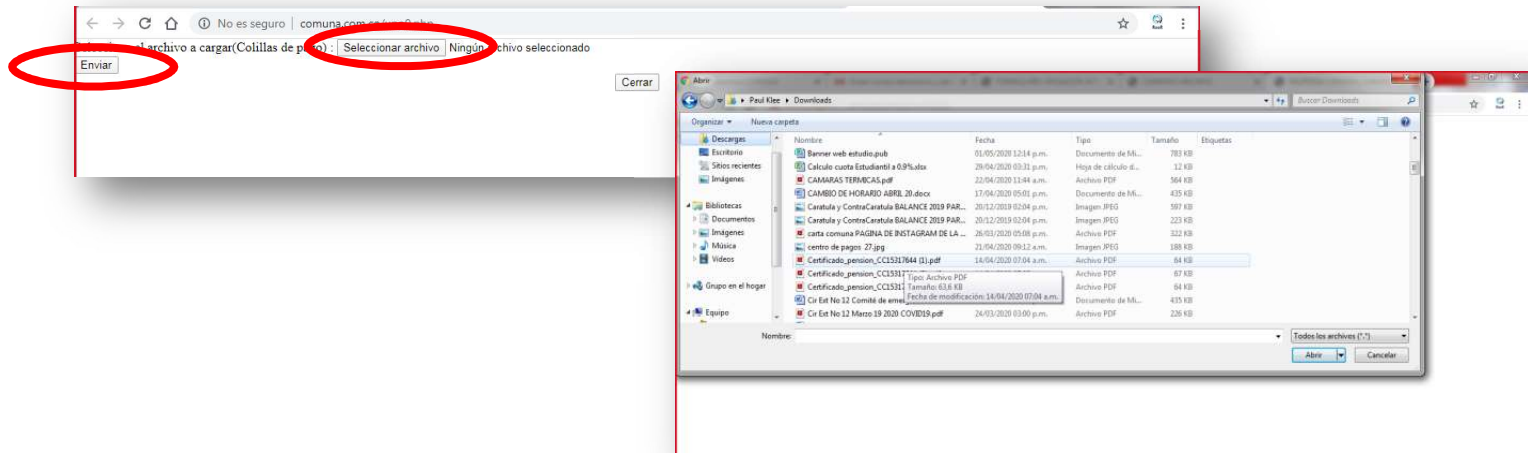 No es seguro | comuna.com.co
archivo a cargar(Colillas de pago) : Seleccionar archivo Ningún archivo seleccionado
Enviar
Cerrar
Abrir
Paul Klee ▸ Downloads
Buscar Downloads
Organizar Nueva carpeta
Descargas
Escritorio
Sitios recientes
Imágenes
Bibliotecas
Documentos
Imágenes
Música
Videos
Grupo en el hogar
Equipo
Nombre Fecha Tipo Tamaño Etiquetas
Banner web estudio.pub 01/05/2020 12:14 p.m. Documento de Mi... 783 KB
Calculo cuota Estudiantil a 0.9%.xlsx 29/04/2020 03:31 p.m. Hoja de cálculo d... 12 KB
CAMARAS TERMICAS.pdf 22/04/2020 11:44 a.m. Archivo PDF 564 KB
CAMBIO DE HORARIO ABRIL 20.docx 17/04/2020 05:01 p.m. Documento de Mi... 435 KB
Caratula y ContraCaratula BALANCE 2019 PAR... 20/12/2019 02:04 p.m. Imagen JPEG 597 KB
Caratula y ContraCaratula BALANCE 2019 PAR... 20/12/2019 02:04 p.m. Imagen JPEG 223 KB
carta comuna PAGINA DE INSTAGRAM DE LA ... 26/03/2020 05:08 p.m. Archivo PDF 322 KB
centro de pagos 27.jpg 21/04/2020 09:12 a.m. Imagen JPEG 188 KB
Certificado_pension_CC15317644 (1).pdf 14/04/2020 07:04 a.m. Archivo PDF 64 KB
Certificado_pension_CC1531 Archivo PDF 67 KB
Certificado_pension_CC1531 Archivo PDF 64 KB
Cir Ext No 12 Comité de Documento de Mi... 435 KB
Cir Ext No 12 Marzo 19 2020 COVID19.pdf 24/03/2020 03:00 p.m. Archivo PDF 226 KB
Tipo: Archivo PDF
Tamaño: 63,6 KB
Fecha de modificación: 14/04/2020 07:04 a.m.
Nombre: Todos los archivos (*.*)
Abrir Cancelar